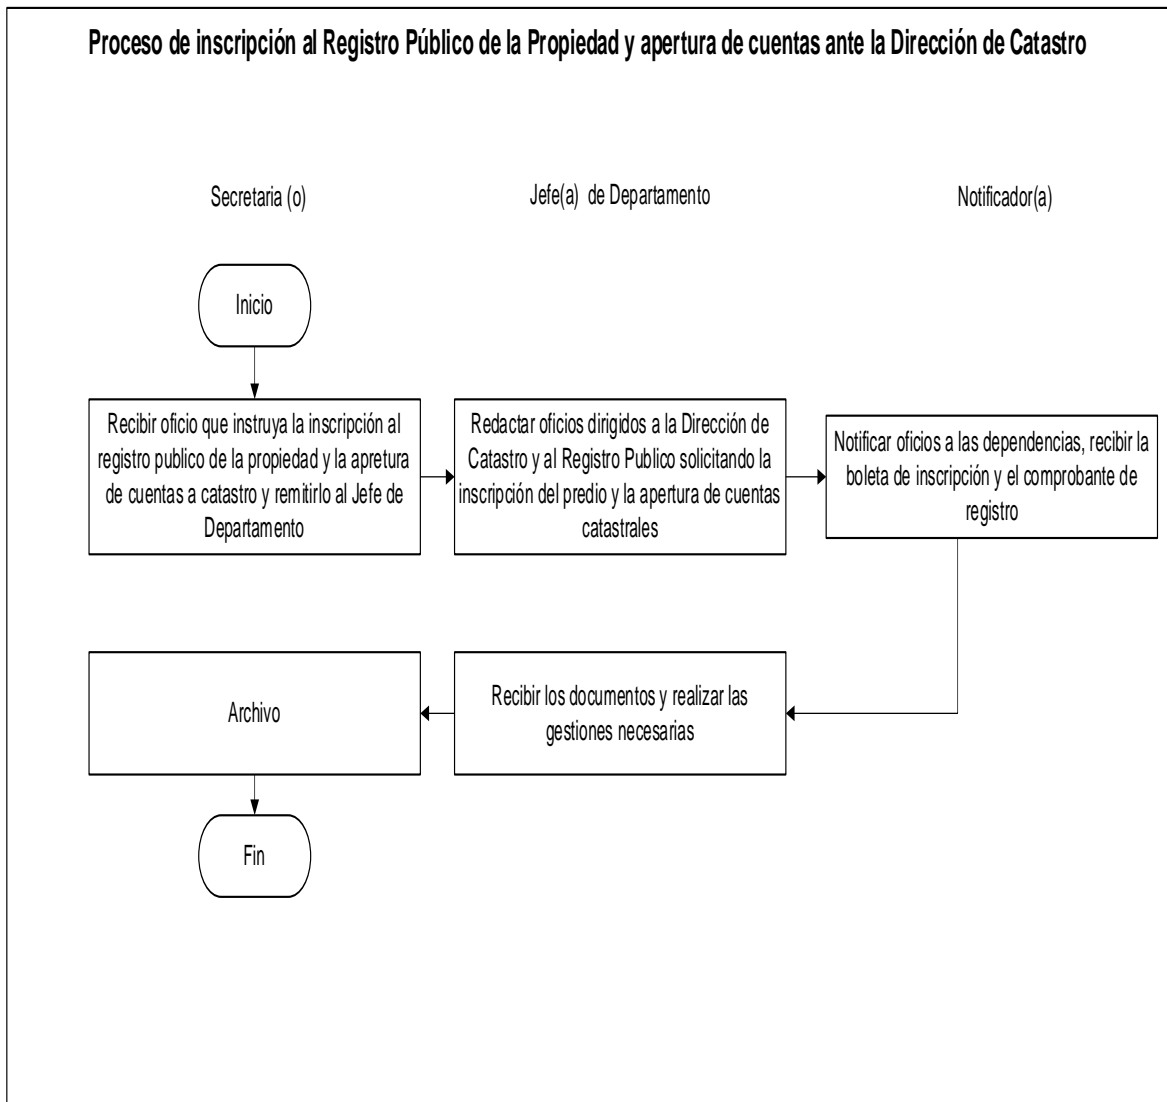 Proceso de inscripción al Registro Público de la Propiedad y apertura de cuentas ante la Dirección de Catastro
Secretaria (o)
Jefe(a) de Departamento
Notificador(a)
Inicio
Recibir oficio que instruya la inscripción al
registro publico de la propiedad y la apretura
de cuentas a catastro y remitirlo al Jefe de
Departamento
Redactar oficios dirigidos a la Dirección de
Catastro y al Registro Publico solicitando la
inscripción del predio y la apertura de cuentas
catastrales
Notificar oficios a las dependencias, recibir la
boleta de inscripción y el comprobante de
registro
Archivo
Recibir los documentos y realizar las
gestiones necesarias
Fin